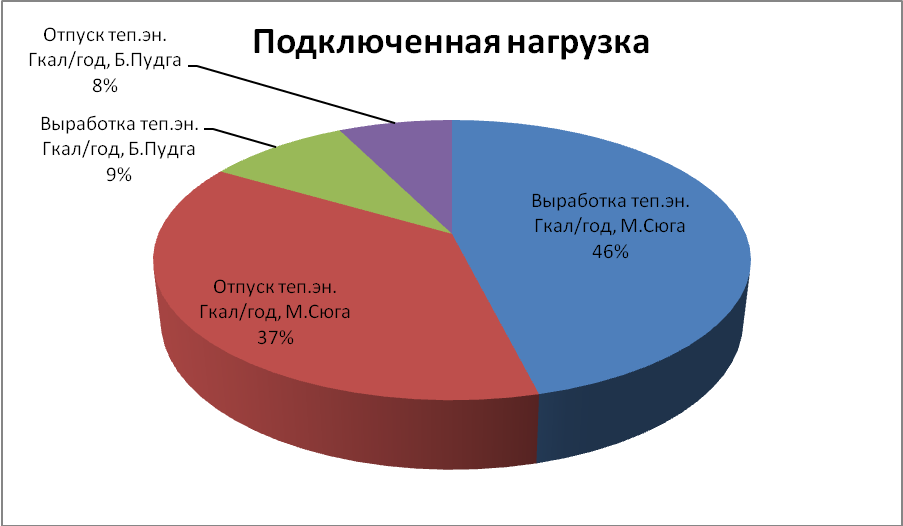 Подключенная нагрузка
Отпуск теп.эн.
Гкал/год, Б.Пудга
8%
Выработка теп.эн.
Гкал/год, Б.Пудга
9%
Выработка теп.эн.
Гкал/год, М.Сюга
46%
Отпуск теп.эн.
Гкал/год, М.Сюга
37%